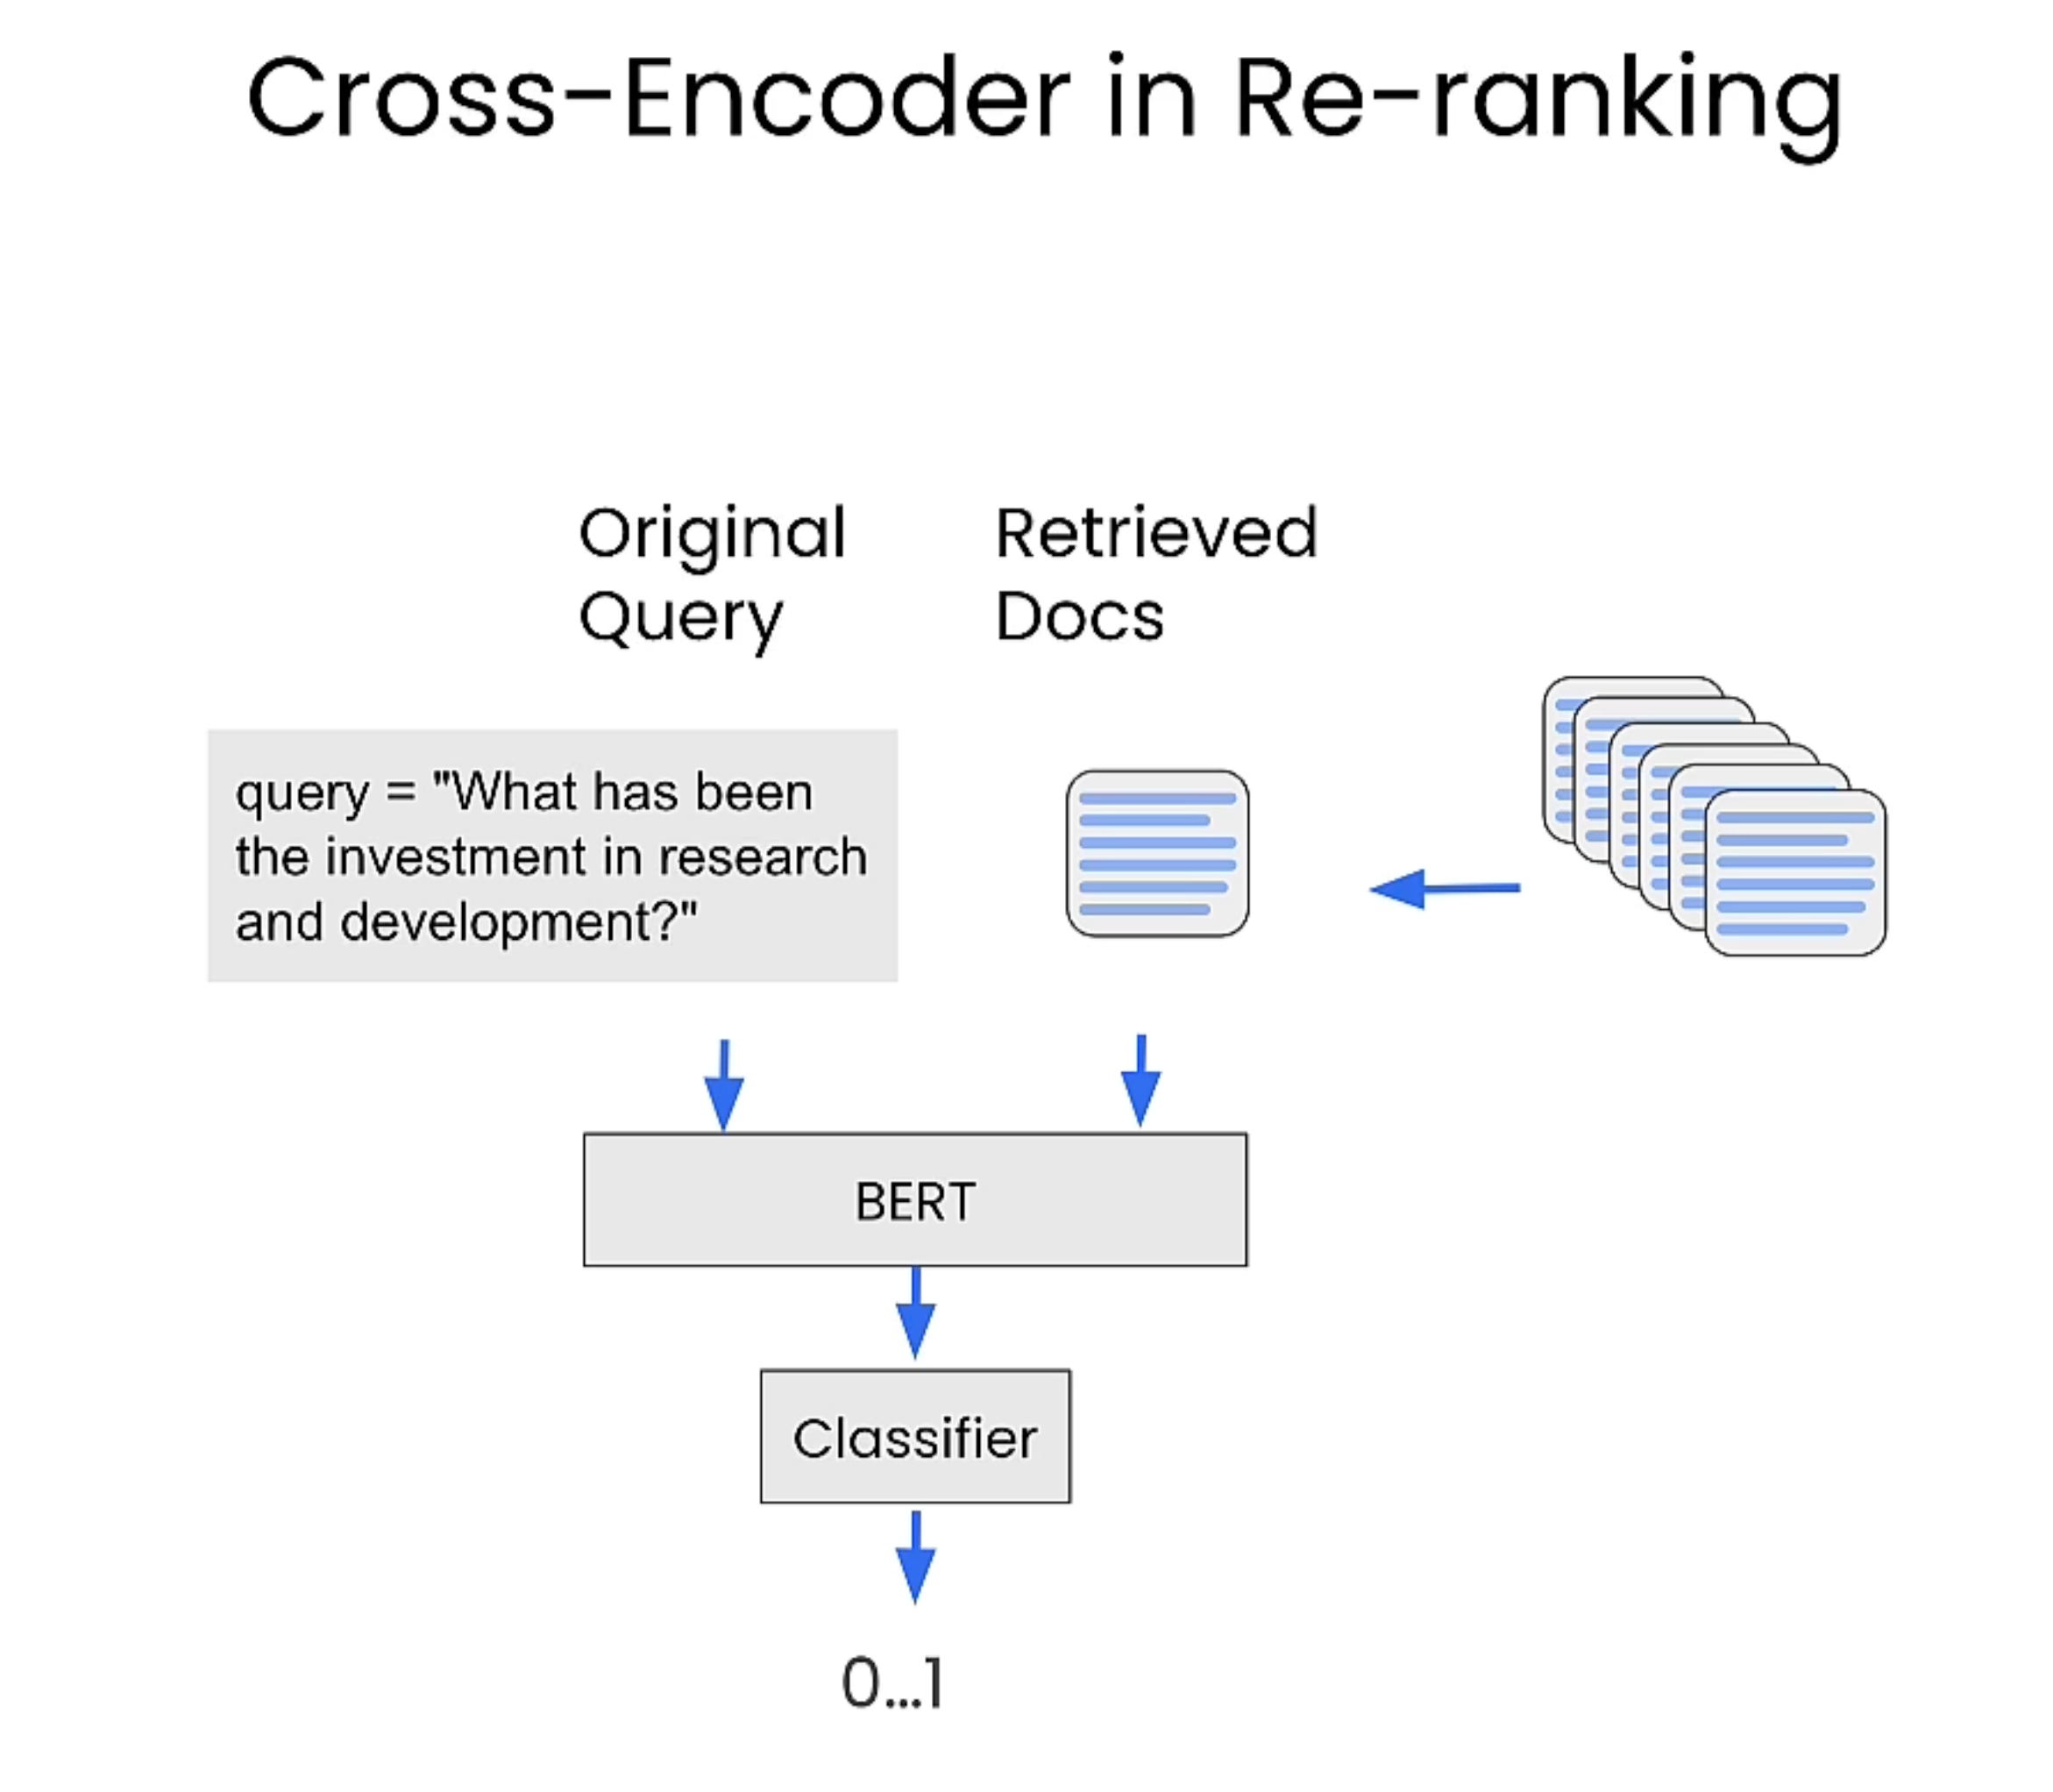 Cross-Encoder in Re-ranking
Original
Query
Retrieved
Docs
query = "What has been
the investment in research
and development?"
BERT
Classifier
0...1